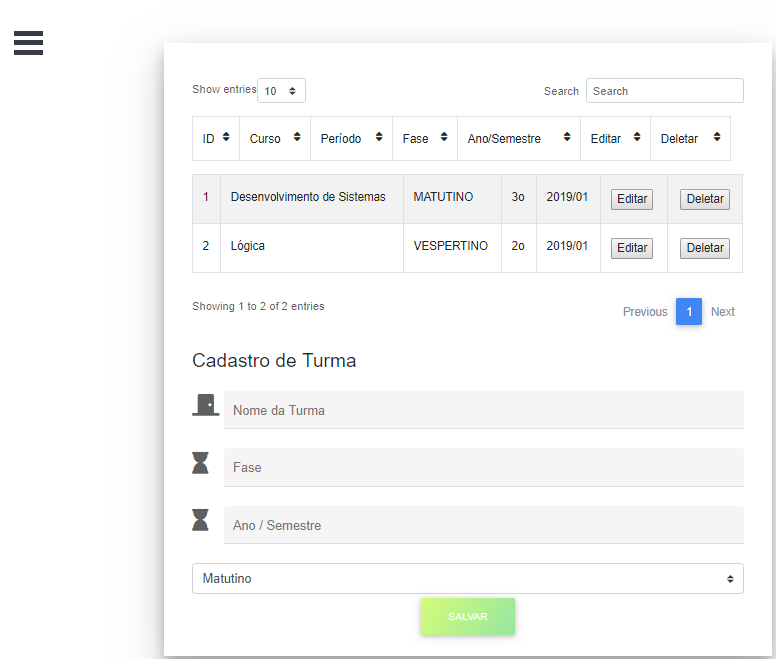 Show entries 10 Search Search
ID Curso Período Fase Ano/Semestre Editar Deletar
1 Desenvolvimento de Sistemas MATUTINO 3o 2019/01 Editar Deletar
2 Lógica VESPERTINO 2o 2019/01 Editar Deletar
Showing 1 to 2 of 2 entries Previous 1 Next
Cadastro de Turma
Nome da Turma
Fase
Ano / Semestre
Matutino
SALVAR